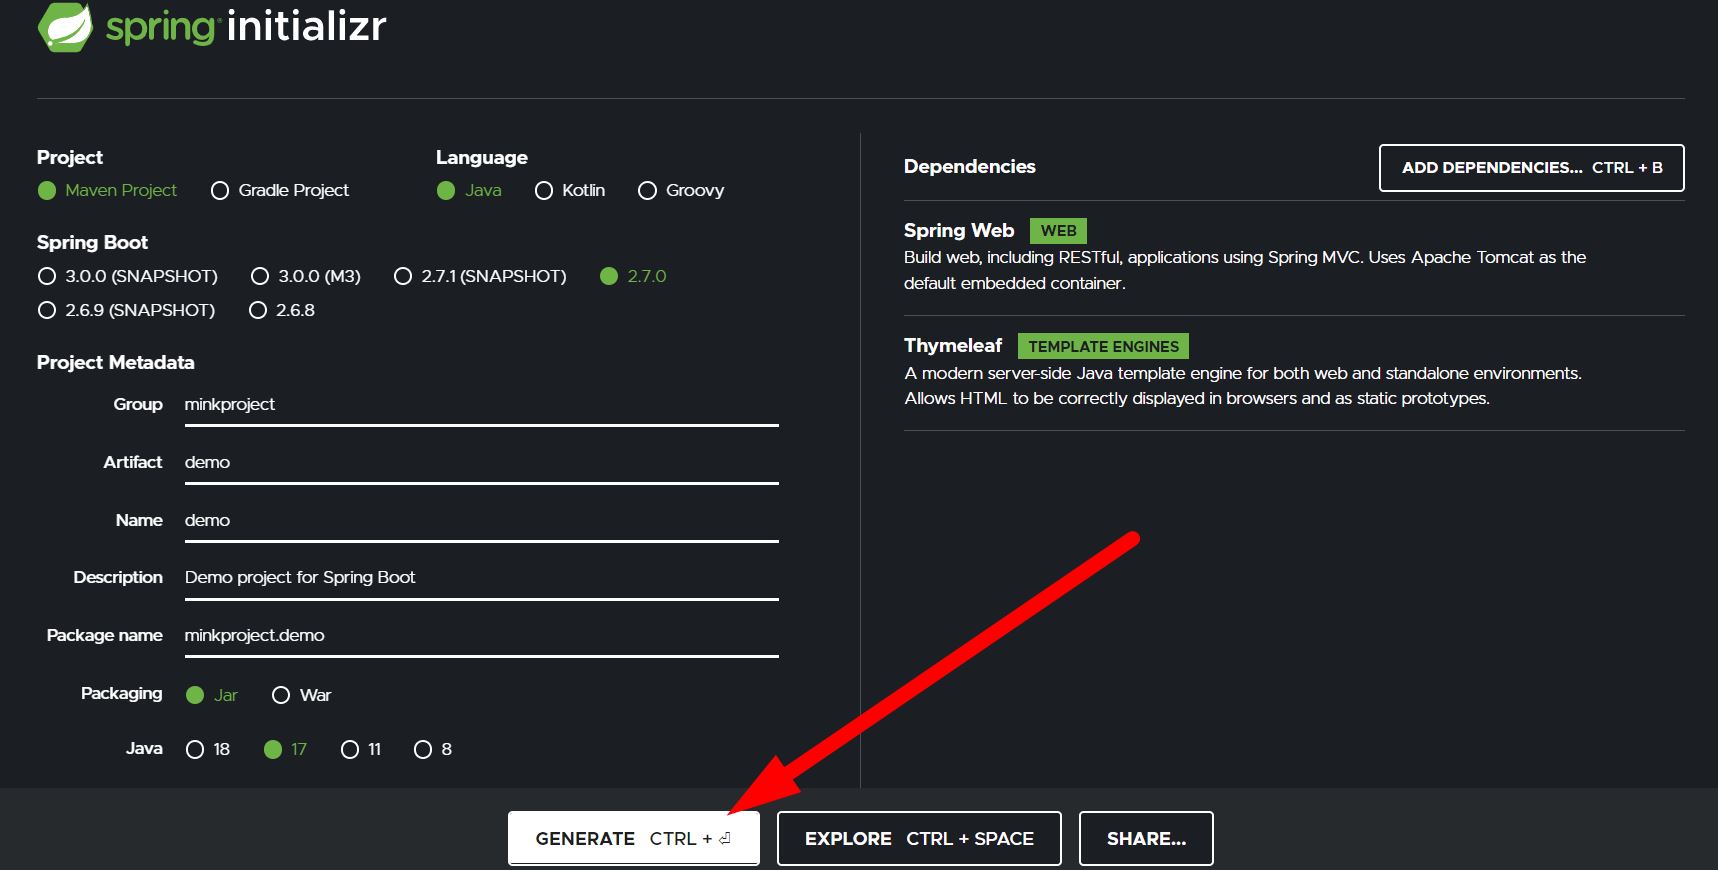 spring initializr
Project
Maven Project Gradle Project
Language
Java Kotlin Groovy
Spring Boot
3.0.0 (SNAPSHOT) 3.0.0 (M3) 2.7.1 (SNAPSHOT) 2.7.0
2.6.9 (SNAPSHOT) 2.6.8
Project Metadata
Group minkproject
Artifact demo
Name demo
Description Demo project for Spring Boot
Package name minkproject.demo
Packaging Jar War
Java 18 17 11 8
Dependencies ADD DEPENDENCIES... CTRL + B
Spring Web WEB
Build web, including RESTful, applications using Spring MVC. Uses Apache Tomcat as the
default embedded container.
Thymeleaf TEMPLATE ENGINES
A modern server-side Java template engine for both web and standalone environments.
Allows HTML to be correctly displayed in browsers and as static prototypes.
GENERATE CTRL + ⏎ EXPLORE CTRL + SPACE SHARE...